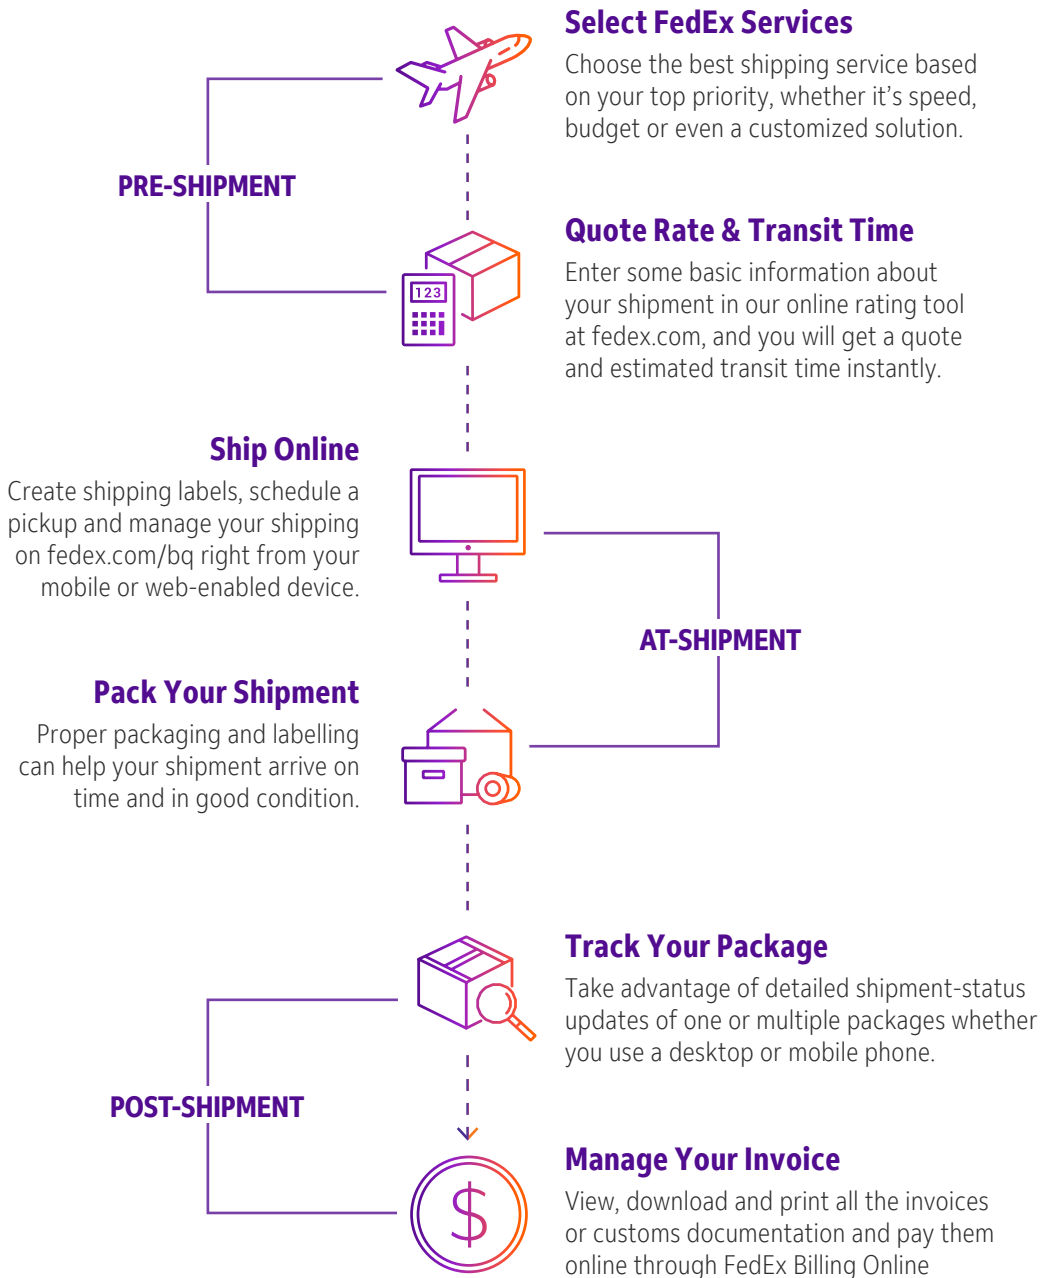 Select FedEx Services
Choose the best shipping service based
on your top priority, whether it’s speed,
budget or even a customized solution.
PRE-SHIPMENT
Quote Rate & Transit Time
Enter some basic information about
your shipment in our online rating tool
at fedex.com, and you will get a quote
and estimated transit time instantly.
123
Ship Online
Create shipping labels, schedule a
pickup and manage your shipping
on fedex.com/bq right from your
mobile or web-enabled device.
AT-SHIPMENT
Pack Your Shipment
Proper packaging and labelling
can help your shipment arrive on
time and in good condition.
Track Your Package
Take advantage of detailed shipment-status
updates of one or multiple packages whether
you use a desktop or mobile phone.
POST-SHIPMENT
Manage Your Invoice
View, download and print all the invoices
or customs documentation and pay them
online through FedEx Billing Online
$